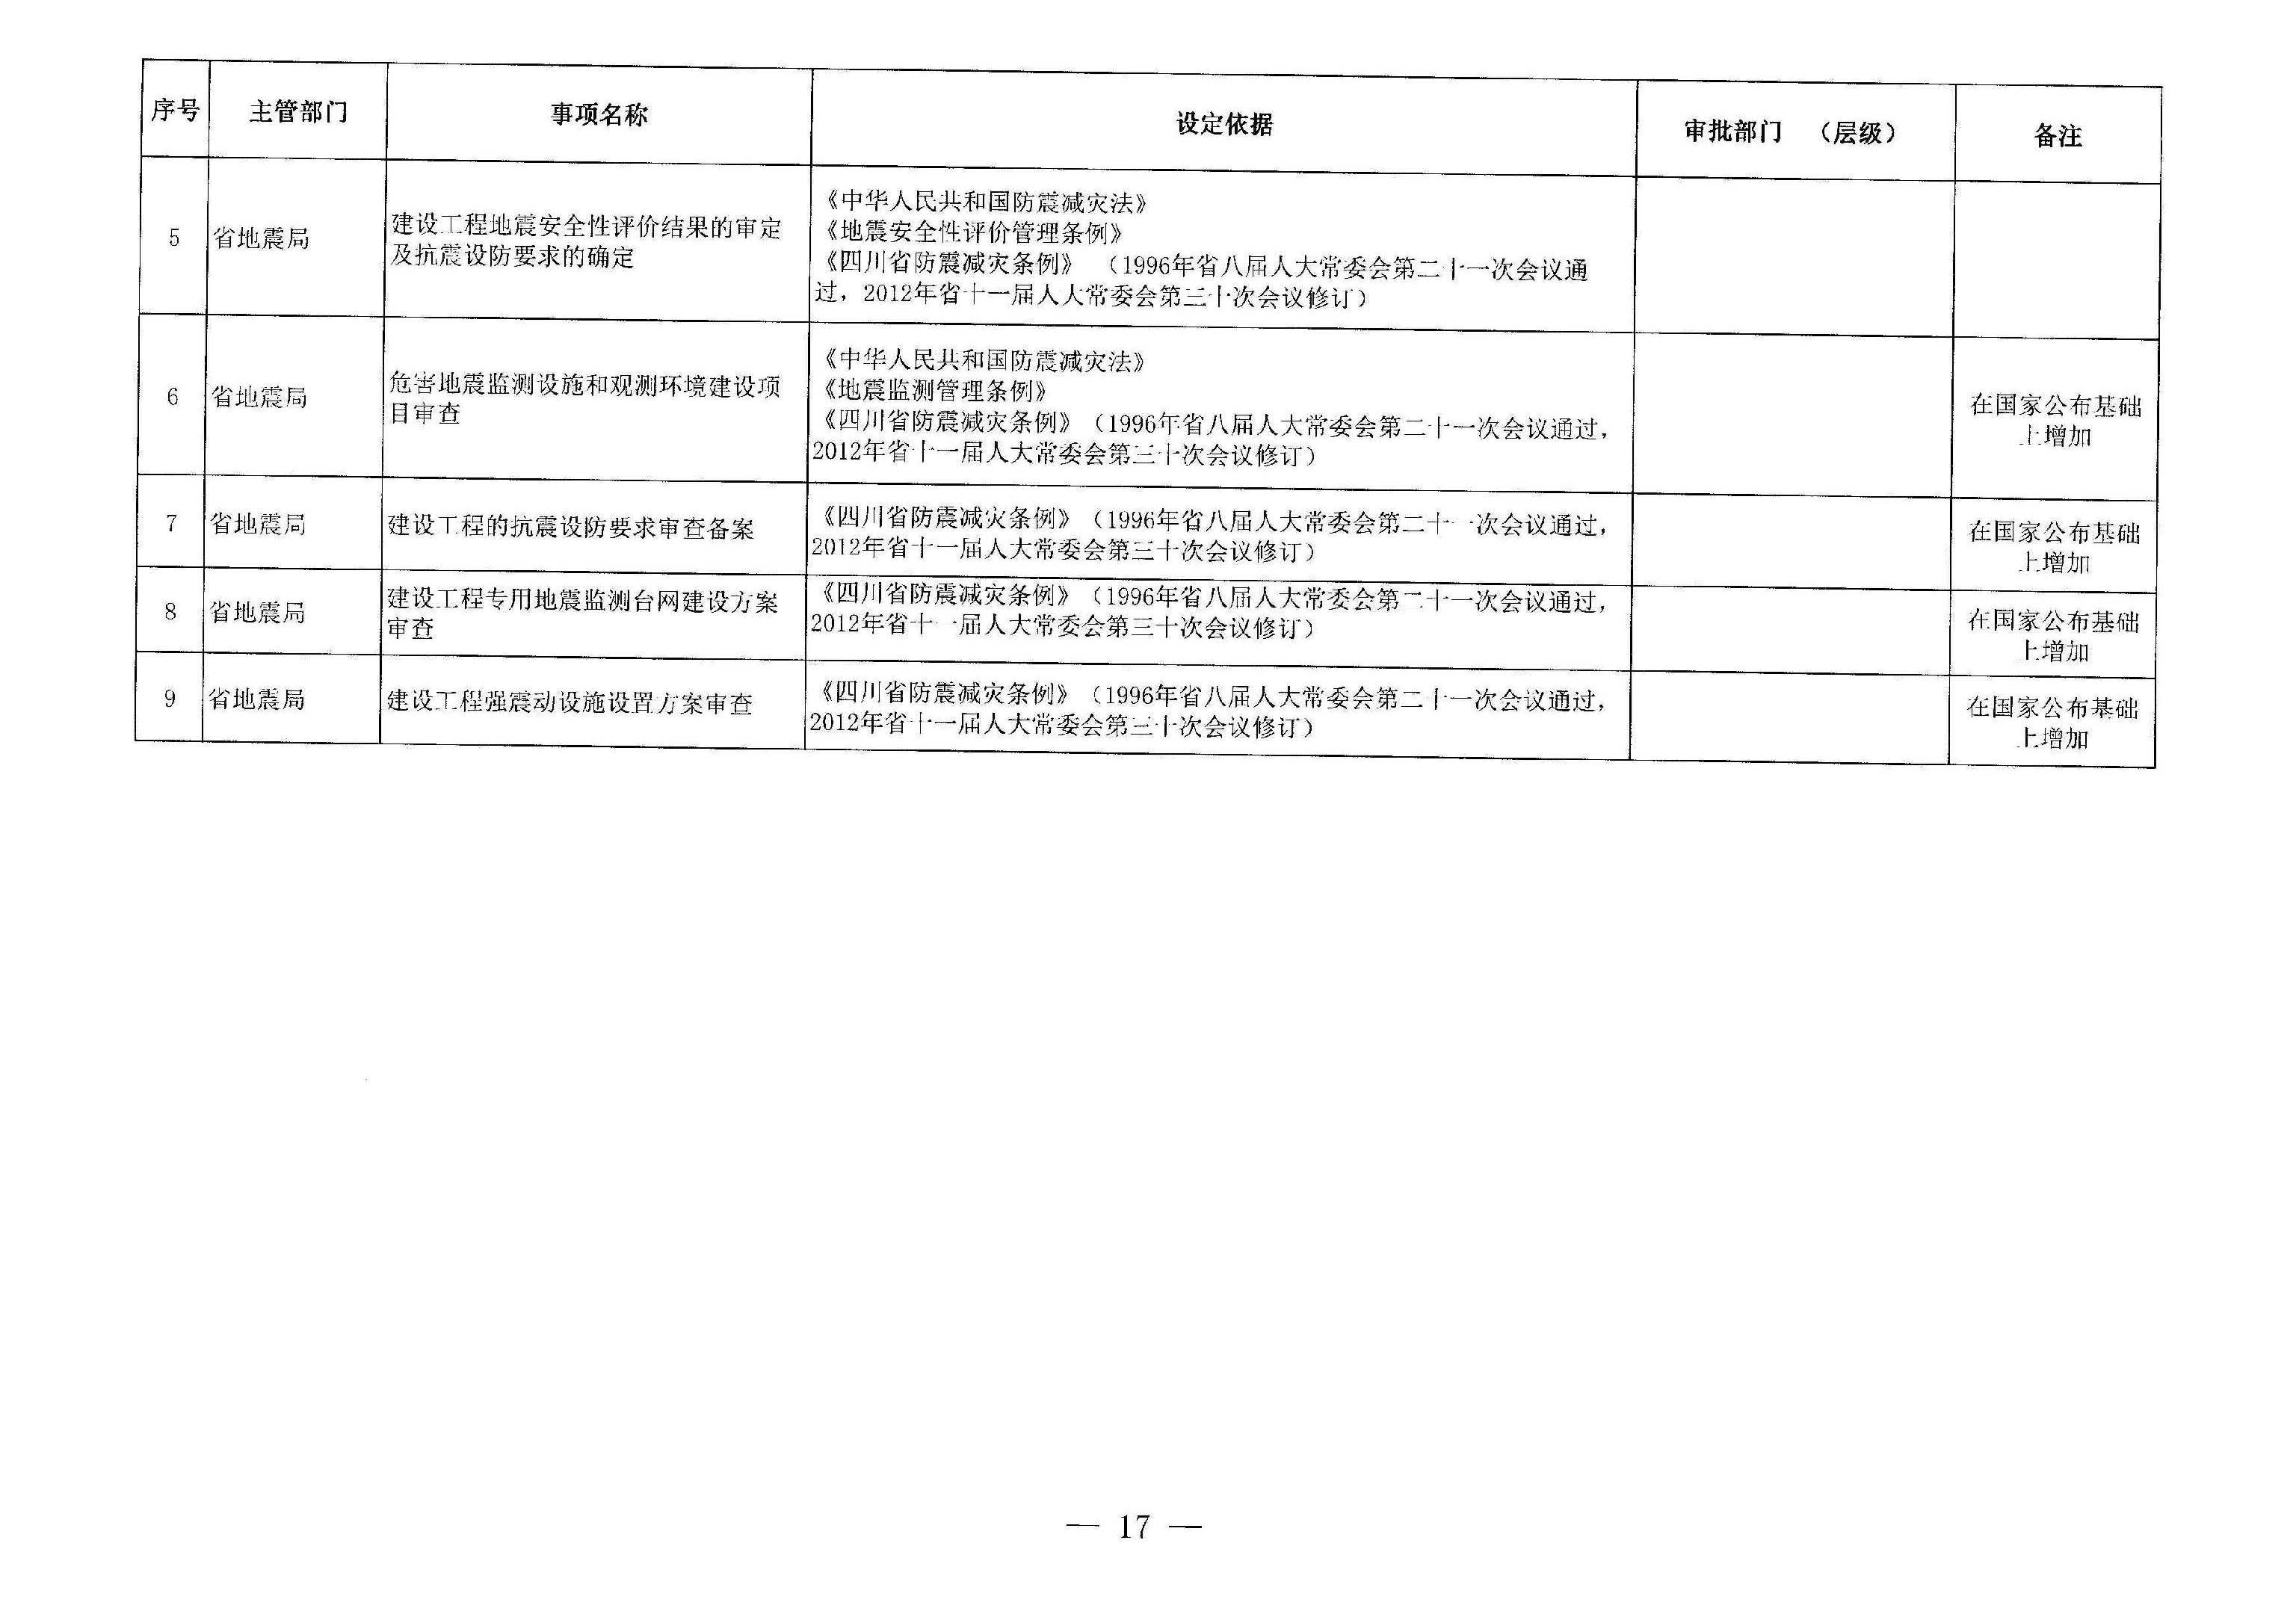 序号 主管部门 事项名称 设定依据 审批部门 （层级） 备注
5 省地震局
建设工程地震安全性评价结果的审定
及抗震设防要求的确定
《中华人民共和国防震减灾法》
《地震安全性评价管理条例》
《四川省防震减灾条例》 （1996年省八届人大常委会第二十一次会议通
过，2012年省十一届人大常委会第三十次会议修订）
6 省地震局
危害地震监测设施和观测环境建设项
目审查
《中华人民共和国防震减灾法》
《地震监测管理条例》
《四川省防震减灾条例》（1996年省八届人大常委会第二十一次会议通过，
2012年省十一届人大常委会第三十次会议修订）
在国家公布基础
上增加
7 省地震局
建设工程的抗震设防要求审查备案
《四川省防震减灾条例》（1996年省八届人大常委会第二十一次会议通过，
2012年省十一届人大常委会第三十次会议修订）
在国家公布基础
上增加
8 省地震局
建设工程专用地震监测台网建设方案
审查
《四川省防震减灾条例》（1996年省八届人大常委会第二十一次会议通过，
2012年省十一届人大常委会第三十次会议修订）
在国家公布基础
上增加
9 省地震局
建设工程强震动设施设置方案审查
《四川省防震减灾条例》（1996年省八届人大常委会第二十一次会议通过，
2012年省十一届人大常委会第三十次会议修订）
在国家公布基础
上增加
— 17 —